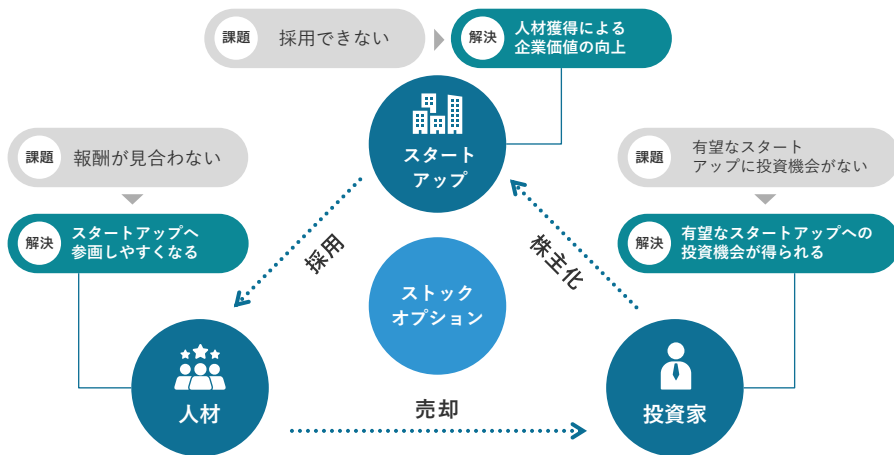 課題
採用できない
解決
人材獲得による
企業価値の向上
スタート
アップ
課題
報酬が見合わない
解決
スタートアップへ
参画しやすくなる
課題
有望なスタート
アップに投資機会がない
解決
有望なスタートアップへの
投資機会が得られる
採用
株主化
ストック
オプション
人材
売却
投資家